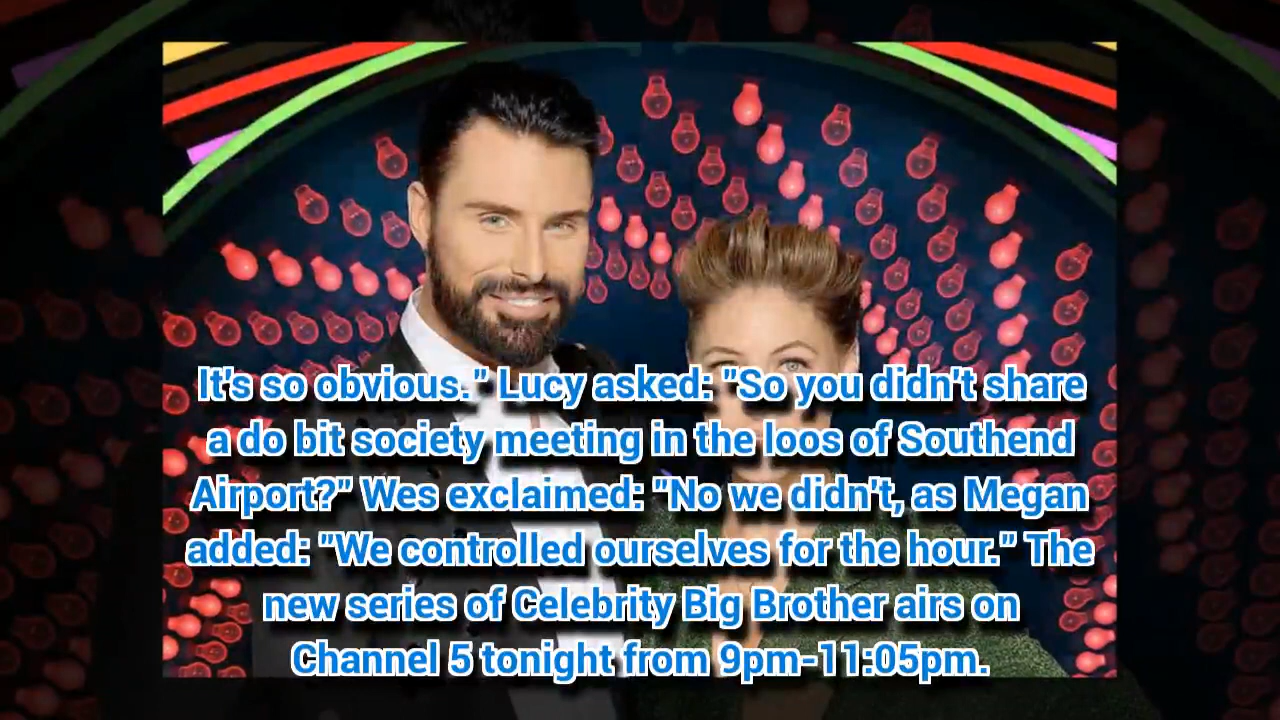 It's so obvious." Lucy asked: "So you didn't share
a do bit society meeting in the loos of Southend
Airport?" Wes exclaimed: "No we didn't, as Megan
added: "We controlled ourselves for the hour." The
new series of Celebrity Big Brother airs on
Channel 5 tonight from 9pm-11:05pm.